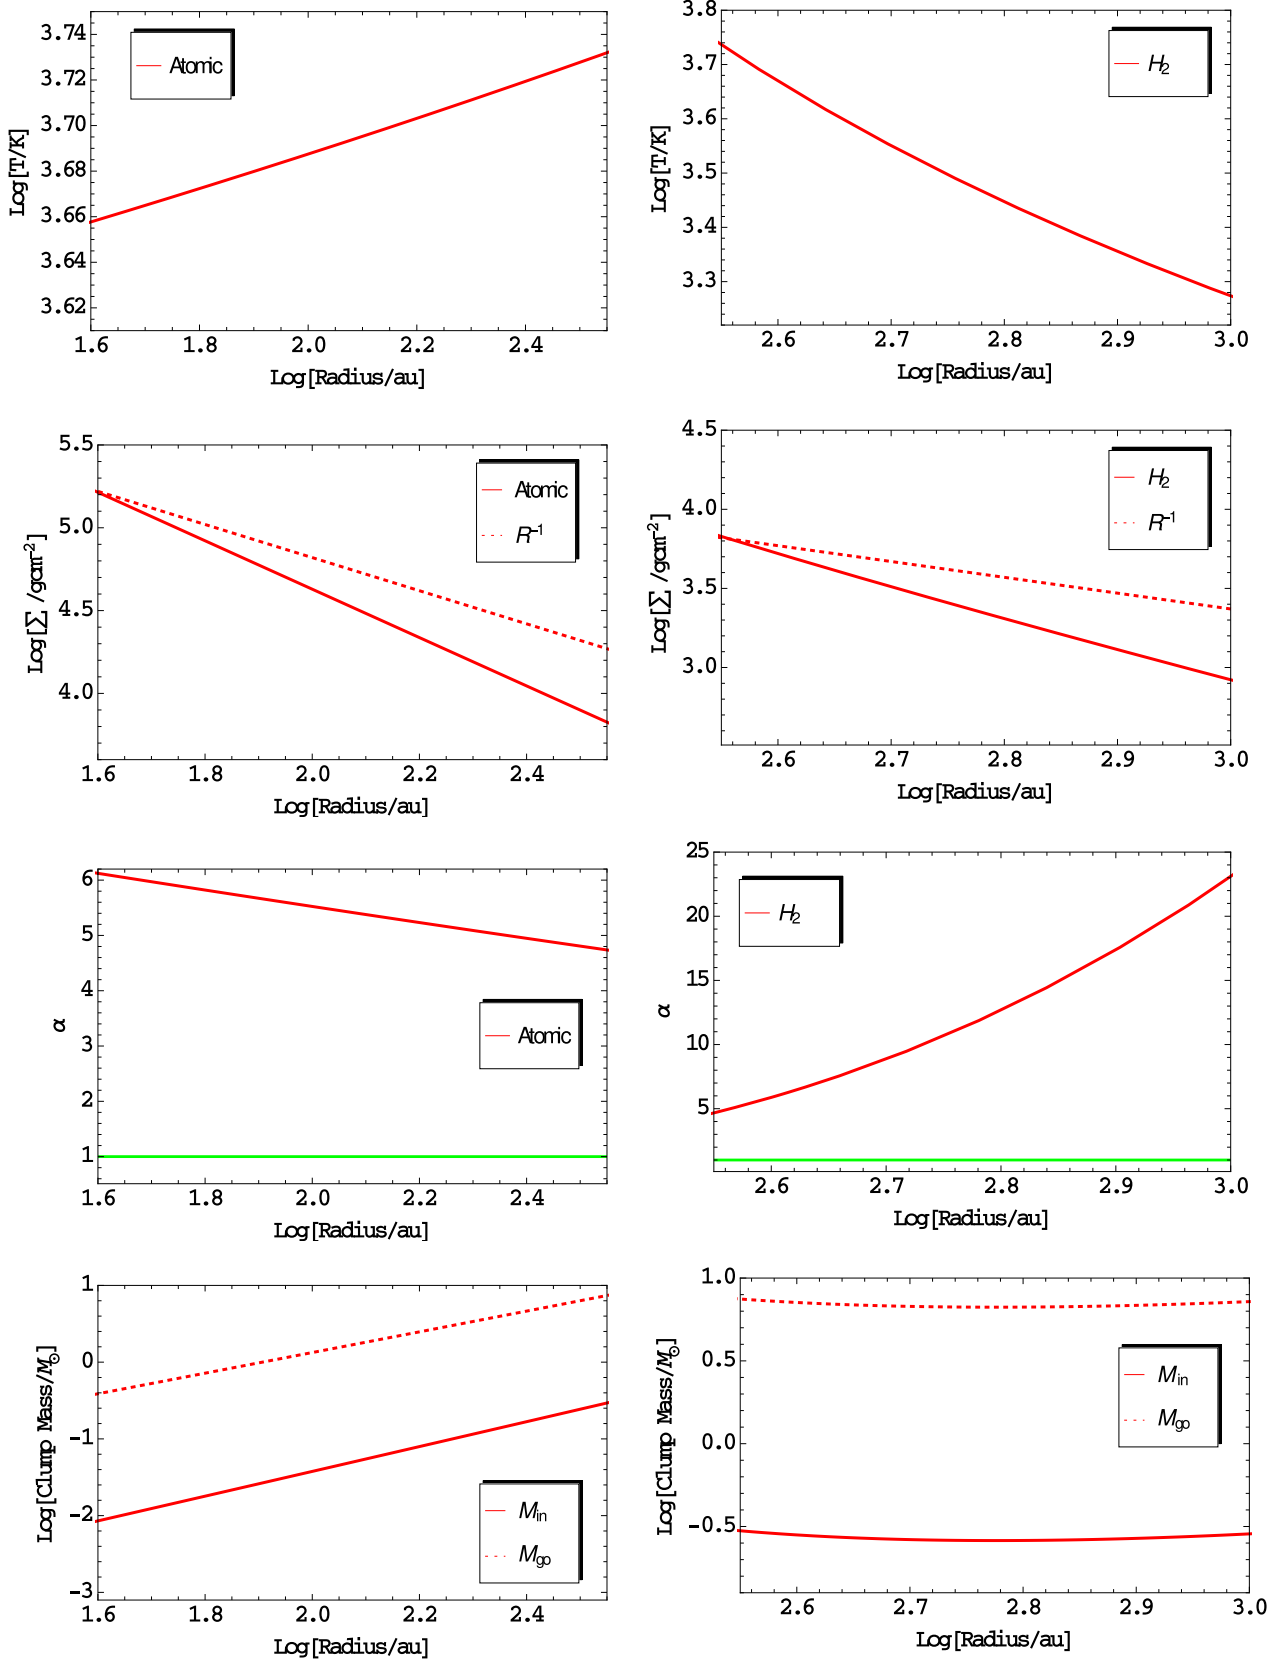 3.74
3.72
3.70
3.68
3.66
3.64
3.62
Log[T/K]
Atomic
1.6 1.8 2.0 2.2 2.4
Log[Radius/au]
3.8
3.7
3.6
3.5
3.4
3.3
Log[T/K]
H2
2.6 2.7 2.8 2.9 3.0
Log[Radius/au]
5.5
5.0
4.5
4.0
Log[∑ /gcm⁻²]
Atomic
R⁻¹
1.6 1.8 2.0 2.2 2.4
Log[Radius/au]
4.5
4.0
3.5
3.0
Log[∑ /gcm⁻²]
H2
R⁻¹
2.6 2.7 2.8 2.9 3.0
Log[Radius/au]
6
5
4
3
2
1
α
Atomic
1.6 1.8 2.0 2.2 2.4
Log[Radius/au]
25
20
15
10
5
α
H2
2.6 2.7 2.8 2.9 3.0
Log[Radius/au]
1
0
-1
-2
-3
Log[Clump Mass/M⊙]
Min
Mgo
1.6 1.8 2.0 2.2 2.4
Log[Radius/au]
1.0
0.5
0.0
-0.5
Log[Clump Mass/M⊙]
Min
Mgo
2.6 2.7 2.8 2.9 3.0
Log[Radius/au]